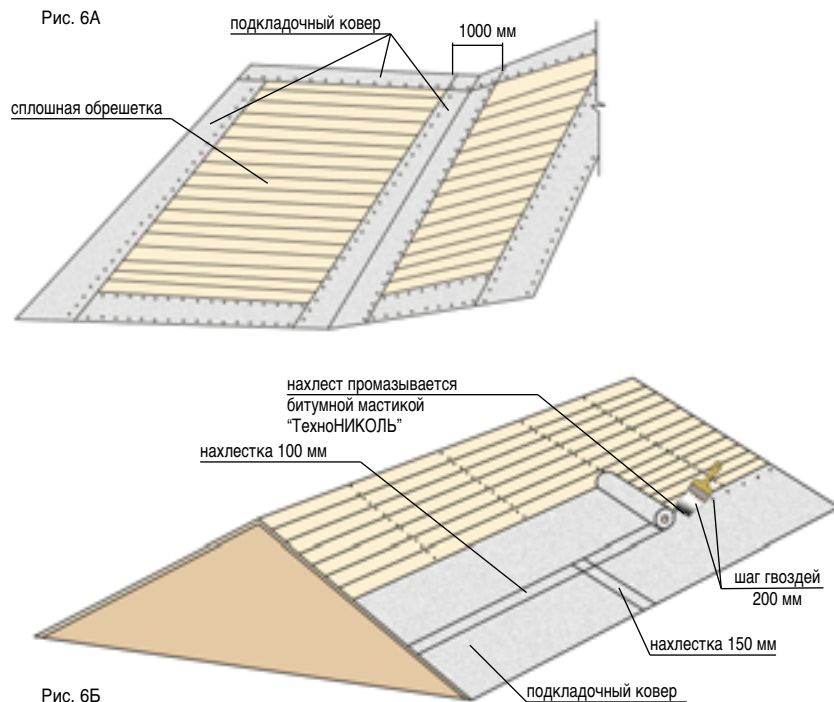 Рис. 6А
подкладочный ковер
1000 мм
сплошная обрешетка
нахлест промазывается
битумной мастикой
“ТехноНИКОЛЬ”
нахлестка 100 мм
шаг гвоздей
200 мм
нахлестка 150 мм
подкладочный ковер
Рис. 6Б